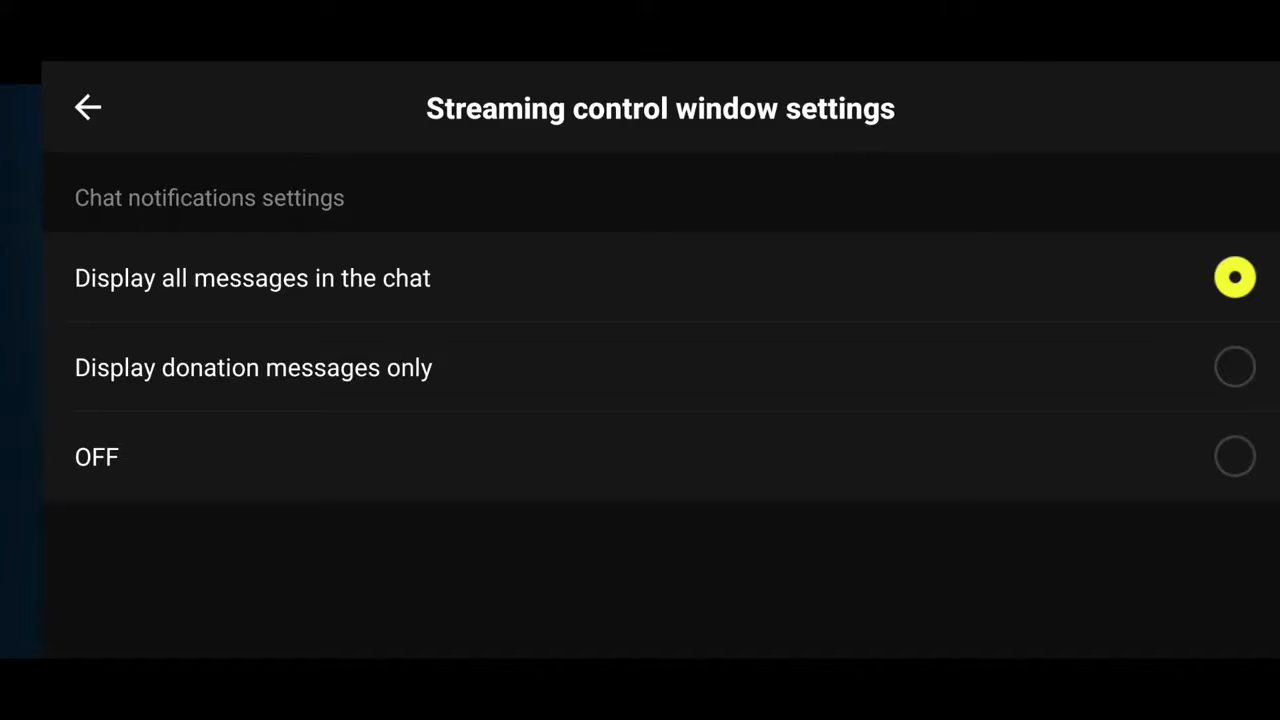 Streaming control window settings
Chat notifications settings
Display all messages in the chat
Display donation messages only
OFF